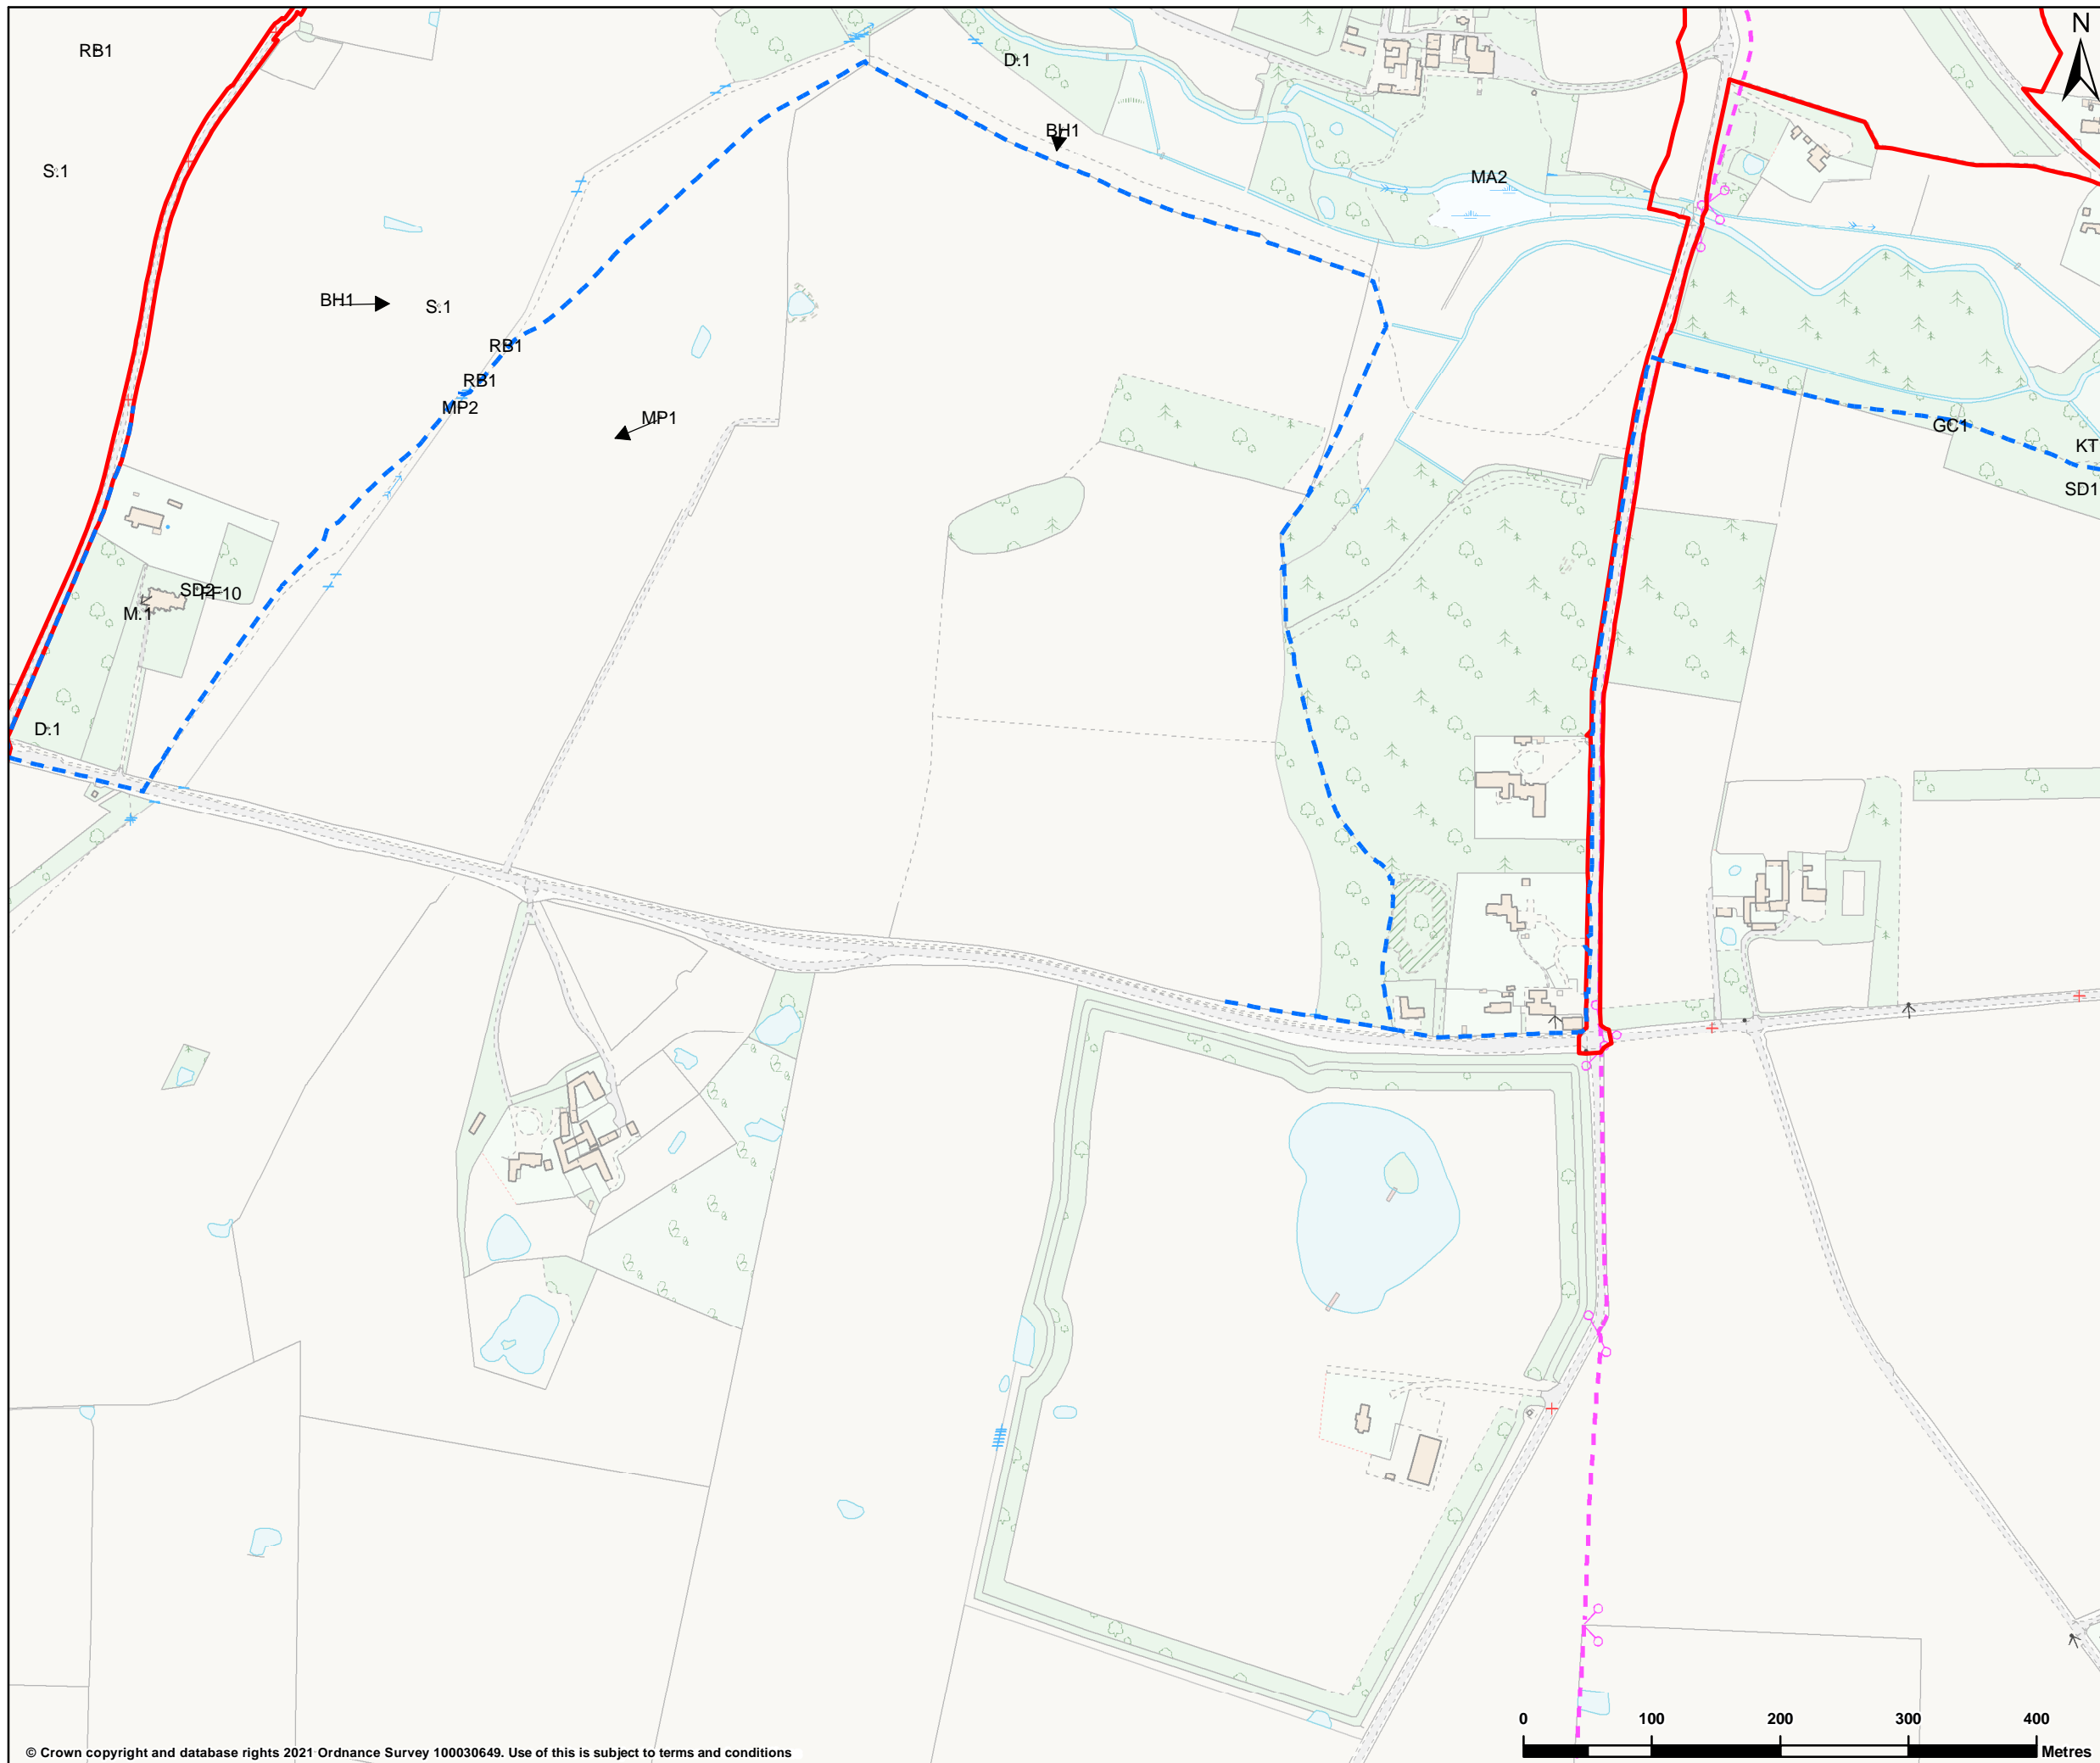 N
RB1
D.1
BH1
S.1
MA2
BH1
S.1
RB1
RB1
MP2
MP1
GC1
KT
SD1
SD2
FF10
M.1
D.1
0 100 200 300 400
Metres
© Crown copyright and database rights 2021 Ordnance Survey 100030649. Use of this is subject to terms and conditions